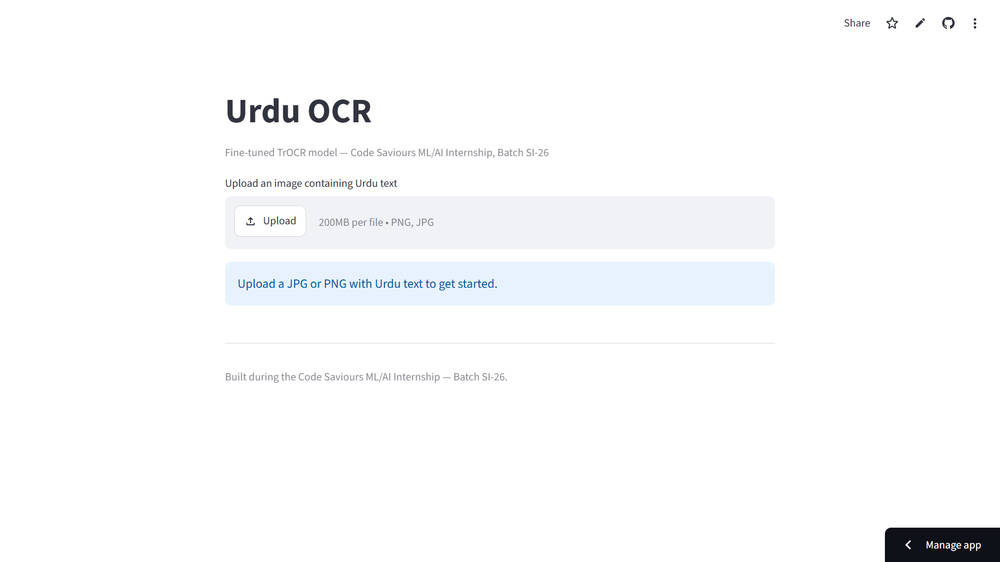 Share
Urdu OCR
Fine-tuned TrOCR model — Code Saviours ML/AI Internship, Batch SI-26
Upload an image containing Urdu text
Upload
200MB per file • PNG, JPG
Upload a JPG or PNG with Urdu text to get started.
Built during the Code Saviours ML/AI Internship — Batch SI-26.
Manage app